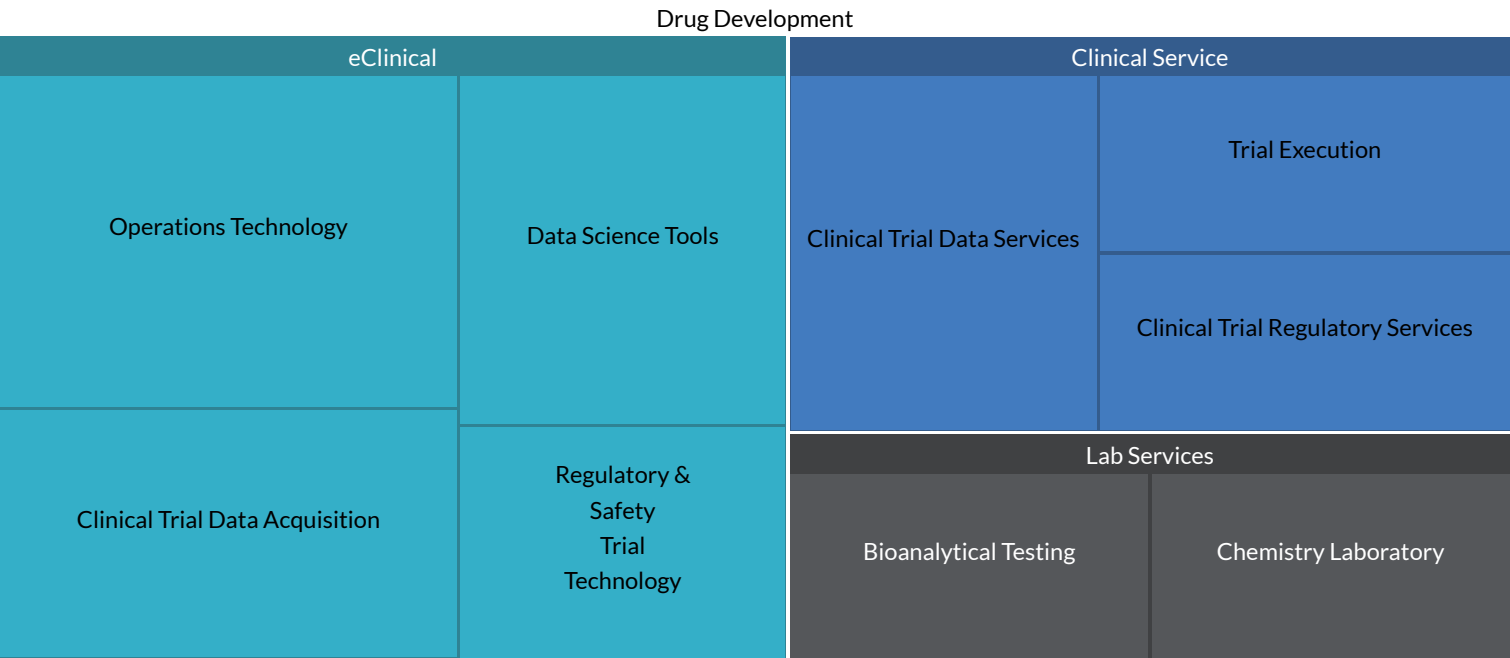 Drug Development
eClinical
Operations Technology
Data Science Tools
Clinical Trial Data Acquisition
Regulatory &
Safety
Trial
Technology
Clinical Service
Clinical Trial Data Services
Trial Execution
Clinical Trial Regulatory Services
Lab Services
Bioanalytical Testing
Chemistry Laboratory